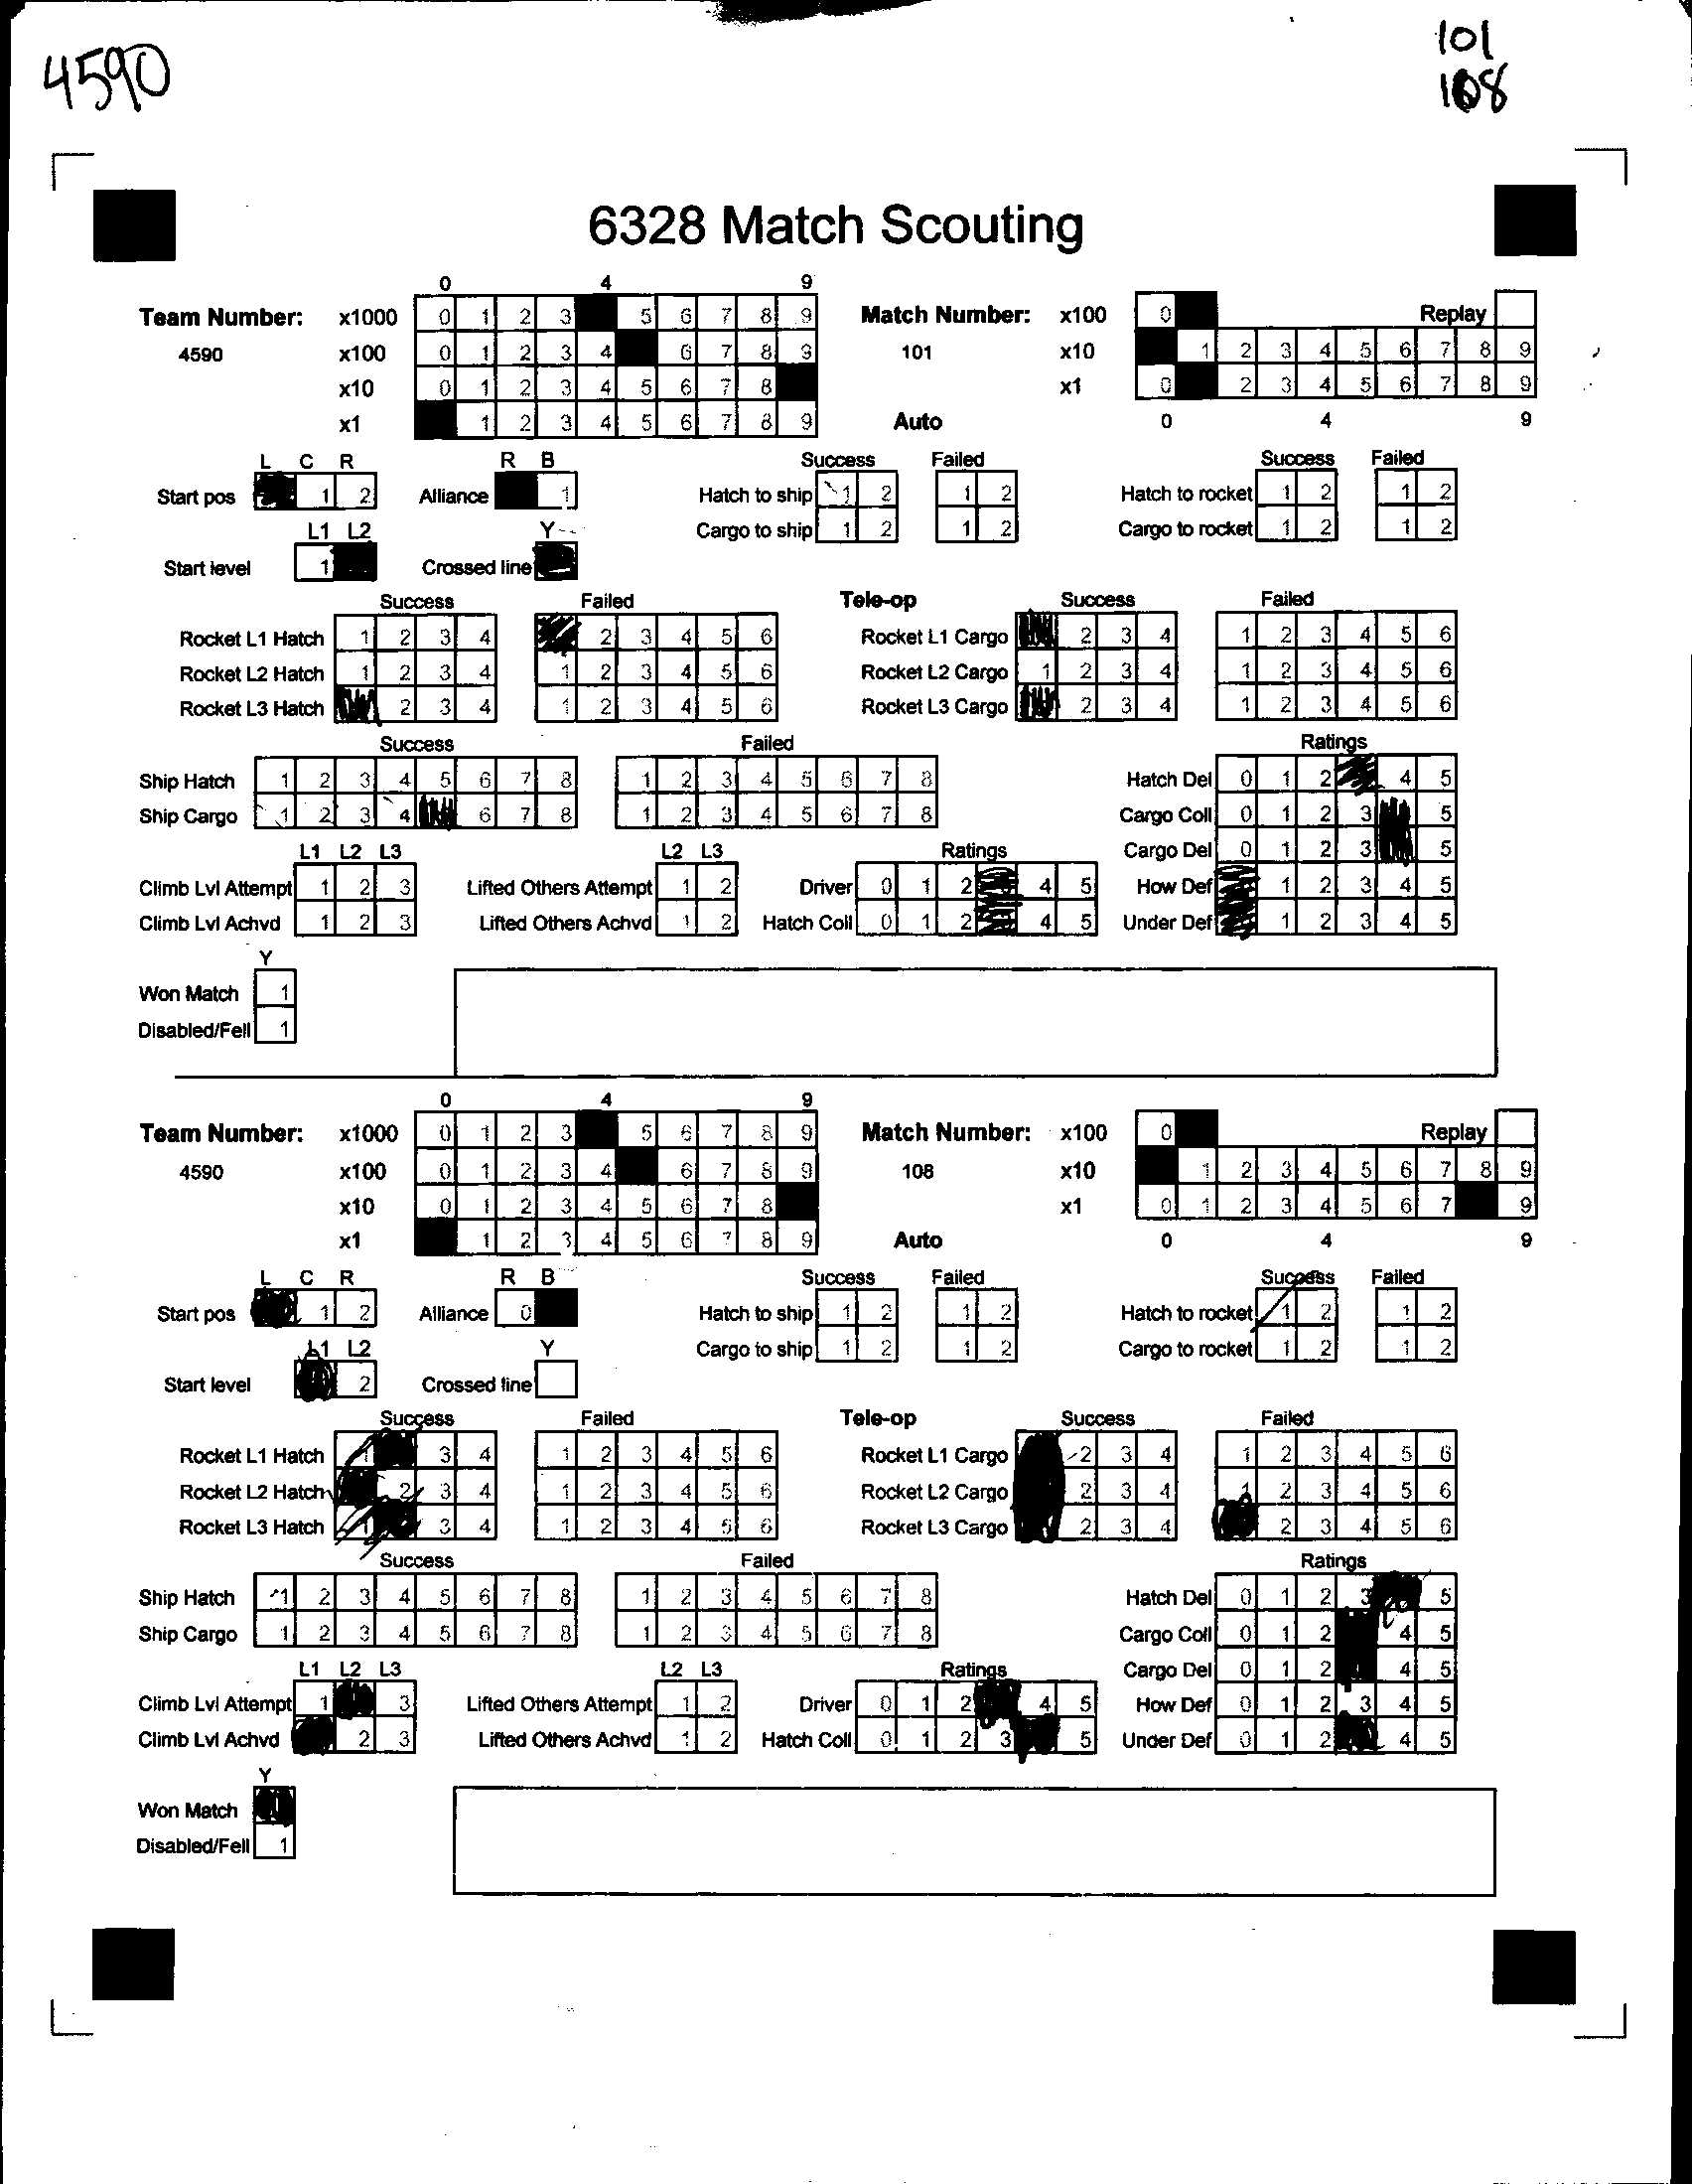 4590
101
108
6328 Match Scouting
0 4 9
Team Number: x1000 0 1 2 3 5 6 7 8 9 Match Number: x100 0 Replay
4590 x100 0 1 2 3 4 6 7 8 9 101 x10 1 2 3 4 5 6 7 8 9
x10 0 1 2 3 4 5 6 7 8 x1 0 2 3 4 5 6 7 8 9
x1 1 2 3 4 5 6 7 8 9 Auto 0 4 9
L C R R B Success Failed Success Failed
Start pos 1 2 Alliance 1 Hatch to ship 1 2 1 2 Hatch to rocket 1 2 1 2
L1 L2 Y Cargo to ship 1 2 1 2 Cargo to rocket 1 2 1 2
Start level 1 Crossed line
Success Failed Tele-op Success Failed
Rocket L1 Hatch 1 2 3 4 2 3 4 5 6 Rocket L1 Cargo 2 3 4 1 2 3 4 5 6
Rocket L2 Hatch 1 2 3 4 1 2 3 4 5 6 Rocket L2 Cargo 1 2 3 4 1 2 3 4 5 6
Rocket L3 Hatch 2 3 4 1 2 3 4 5 6 Rocket L3 Cargo 2 3 4 1 2 3 4 5 6
Success Failed Ratings
Ship Hatch 1 2 3 4 5 6 7 8 1 2 3 4 5 6 7 8 Hatch Del 0 1 2 4 5
Ship Cargo 1 2 3 4 6 7 8 1 2 3 4 5 6 7 8 Cargo Coll 0 1 2 3 5
L1 L2 L3 L2 L3 Ratings Cargo Del 0 1 2 3 5
Climb Lvl Attempt 1 2 3 Lifted Others Attempt 1 2 Driver 0 1 2 4 5 How Def 1 2 3 4 5
Climb Lvl Achvd 1 2 3 Lifted Others Achvd 1 2 Hatch Coll 0 1 2 4 5 Under Def 1 2 3 4 5
Y
Won Match 1
Disabled/Fell 1
0 4 9
Team Number: x1000 0 1 2 3 5 6 7 8 9 Match Number: x100 0 Replay
4590 x100 0 1 2 3 4 6 7 8 9 108 x10 1 2 3 4 5 6 7 8 9
x10 0 1 2 3 4 5 6 7 8 x1 0 1 2 3 4 5 6 7 9
x1 1 2 3 4 5 6 7 8 9 Auto 0 4 9
L C R R B Success Failed Success Failed
Start pos 1 2 Alliance 0 Hatch to ship 1 2 1 2 Hatch to rocket 1 2 1 2
L1 L2 Y Cargo to ship 1 2 1 2 Cargo to rocket 1 2 1 2
Start level 2 Crossed line
Success Failed Tele-op Success Failed
Rocket L1 Hatch 1 3 4 1 2 3 4 5 6 Rocket L1 Cargo 2 3 4 1 2 3 4 5 6
Rocket L2 Hatch 2 3 4 1 2 3 4 5 6 Rocket L2 Cargo 2 3 4 1 2 3 4 5 6
Rocket L3 Hatch 1 3 4 1 2 3 4 5 6 Rocket L3 Cargo 2 3 4 2 3 4 5 6
Success Failed Ratings
Ship Hatch 1 2 3 4 5 6 7 8 1 2 3 4 5 6 7 8 Hatch Del 0 1 2 3 5
Ship Cargo 1 2 3 4 5 6 7 8 1 2 3 4 5 6 7 8 Cargo Coll 0 1 2 4 5
L1 L2 L3 L2 L3 Ratings Cargo Del 0 1 2 4 5
Climb Lvl Attempt 1 3 Lifted Others Attempt 1 2 Driver 0 1 2 4 5 How Def 0 1 2 3 4 5
Climb Lvl Achvd 2 3 Lifted Others Achvd 1 2 Hatch Coll 0 1 2 3 5 Under Def 0 1 2 4 5
Y
Won Match
Disabled/Fell 1